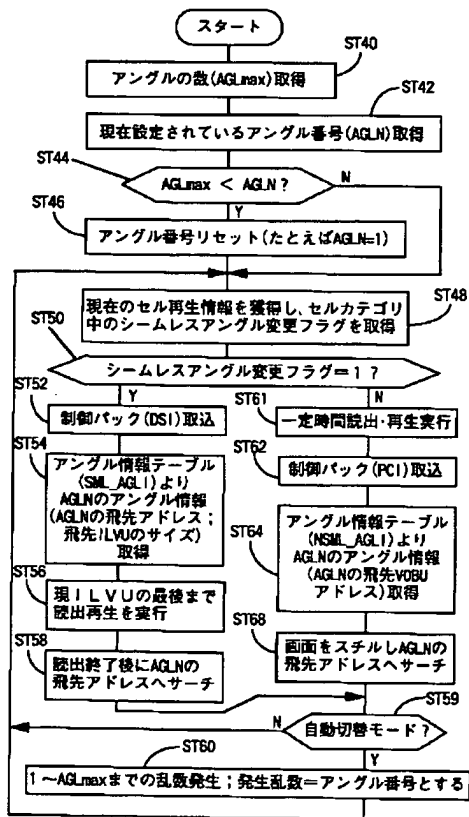 スタート
ST40
アングルの数(AGLmax)取得
ST42
現在設定されているアングル番号(AGLN)取得
ST44
AGLmax < AGLN ?
N
Y
ST46
アングル番号リセット(たとえばAGLN=1)
ST48
現在のセル再生情報を獲得し、セルカテゴリ
中のシームレスアングル変更フラグを取得
ST50
シームレスアングル変更フラグ=1 ?
Y
N
ST52
制御パック(DSI)取込
ST54
アングル情報テーブル
(SML_AGLI)より
AGLNのアングル情報
(AGLNの飛先アドレス;
飛先ILVUのサイズ)
取得
ST56
現ILVUの最後まで
読出再生を実行
ST58
読出終了後にAGLNの
飛先アドレスへサーチ
ST61
一定時間読出・再生実行
ST62
制御パック(PCI)取込
ST64
アングル情報テーブル
(NSML_AGLI)より
AGLNのアングル情報
(AGLNの飛先VOBU
アドレス)取得
ST68
画面をスチルしAGLNの
飛先アドレスへサーチ
ST59
自動切替モード?
N
Y
ST60
1～AGLmaxまでの乱数発生;発生乱数=アングル番号とする